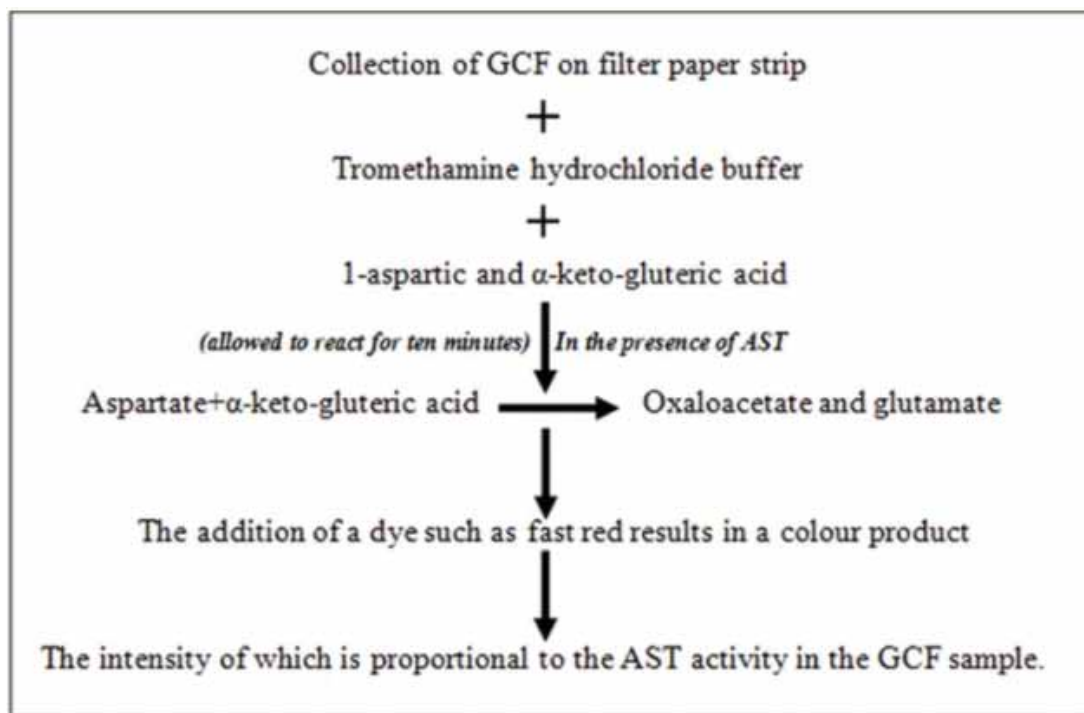 Collection of GCF on filter paper strip
+
Tromethamine hydrochloride buffer
+
1-aspartic and α-keto-gluteric acid
(allowed to react for ten minutes) In the presence of AST
Aspartate+α-keto-gluteric acid Oxaloacetate and glutamate
The addition of a dye such as fast red results in a colour product
The intensity of which is proportional to the AST activity in the GCF sample.